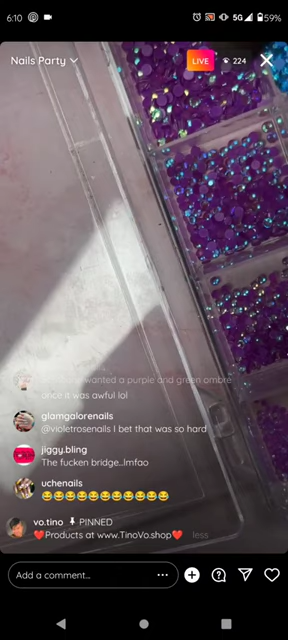 6:10
5G
59%
Nails Party
LIVE
224
wanted a purple and green ombre
once it was awful lol
glamgalorenails
@violetrosenails I bet that was so hard
jiggy.bling
The fucken bridge...lmfao
uchenails
😂😂😂😂😂😂😂😂😂😂😂
vo.tino 📌 PINNED
❤️Products at www.TinoVo.shop❤️ less
Add a comment...